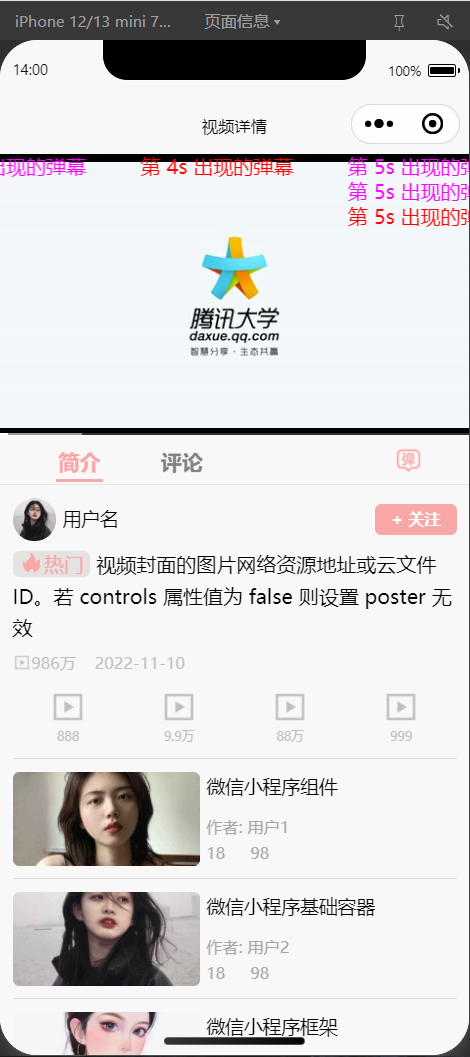 iPhone 12/13 mini 7... 页面信息
14:00 100%
视频详情
出现的弹幕 第 4s 出现的弹幕 第 5s 出现的弹
第 5s 出现的弹
第 5s 出现的弹
腾讯大学
daxue.qq.com
智慧分享·生态共赢
简介 评论 弹
用户名 + 关注
热门 视频封面的图片网络资源地址或云文件
ID。若 controls 属性值为 false 则设置 poster 无
效
986万 2022-11-10
888 9.9万 88万 999
微信小程序组件
作者: 用户1
18 98
微信小程序基础容器
作者: 用户2
18 98
微信小程序框架